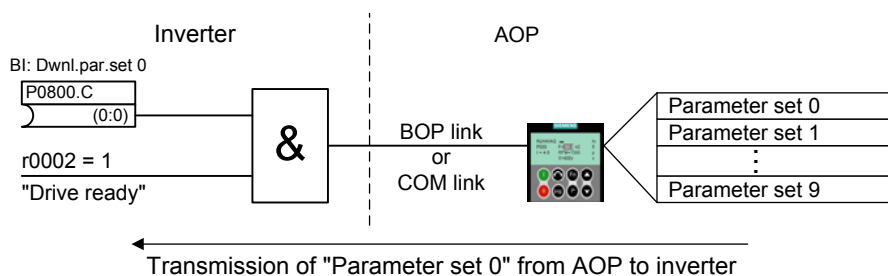 Inverter
AOP
BI: Dwnl.par.set 0
P0800.C
(0:0)
r0002 = 1
"Drive ready"
&
BOP link
or
COM link
SIEMENS
Parameter set 0
Parameter set 1
Parameter set 9
Transmission of "Parameter set 0" from AOP to inverter